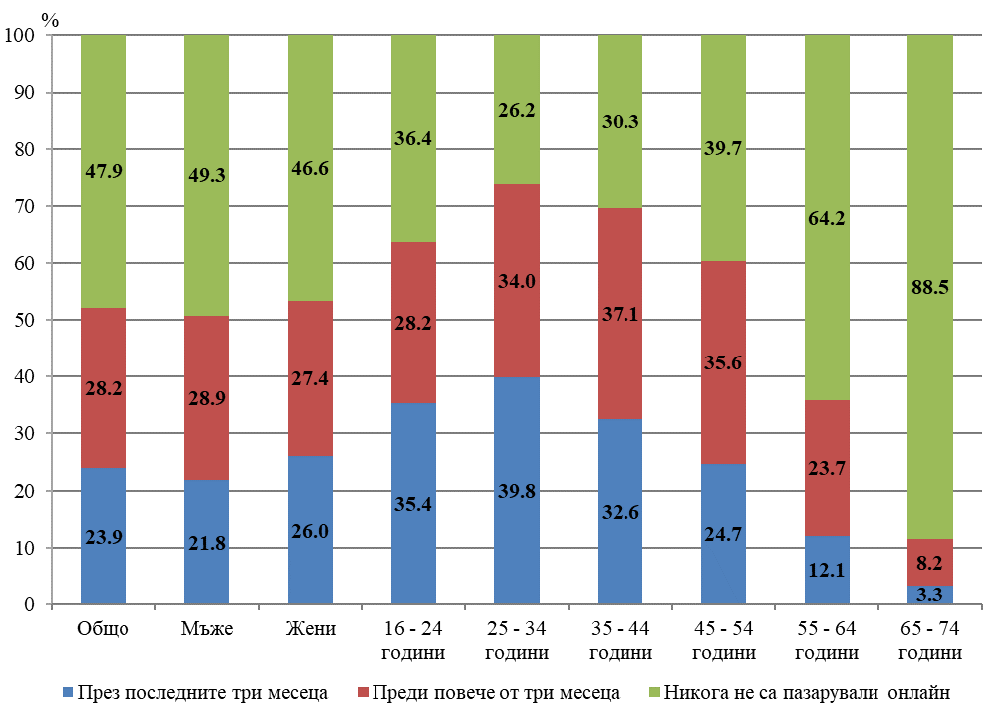 %
100
90
80
70
60
50
40
30
20
10
0
47.9 49.3 46.6 36.4 26.2 30.3 39.7 64.2 88.5
28.2 28.9 27.4 28.2 34.0 37.1 35.6 23.7 8.2
23.9 21.8 26.0 35.4 39.8 32.6 24.7 12.1 3.3
Общо Мъже Жени 16 - 24 25 - 34 35 - 44 45 - 54 55 - 64 65 - 74
години години години години години години
През последните три месеца Преди повече от три месеца Никога не са пазарували онлайн